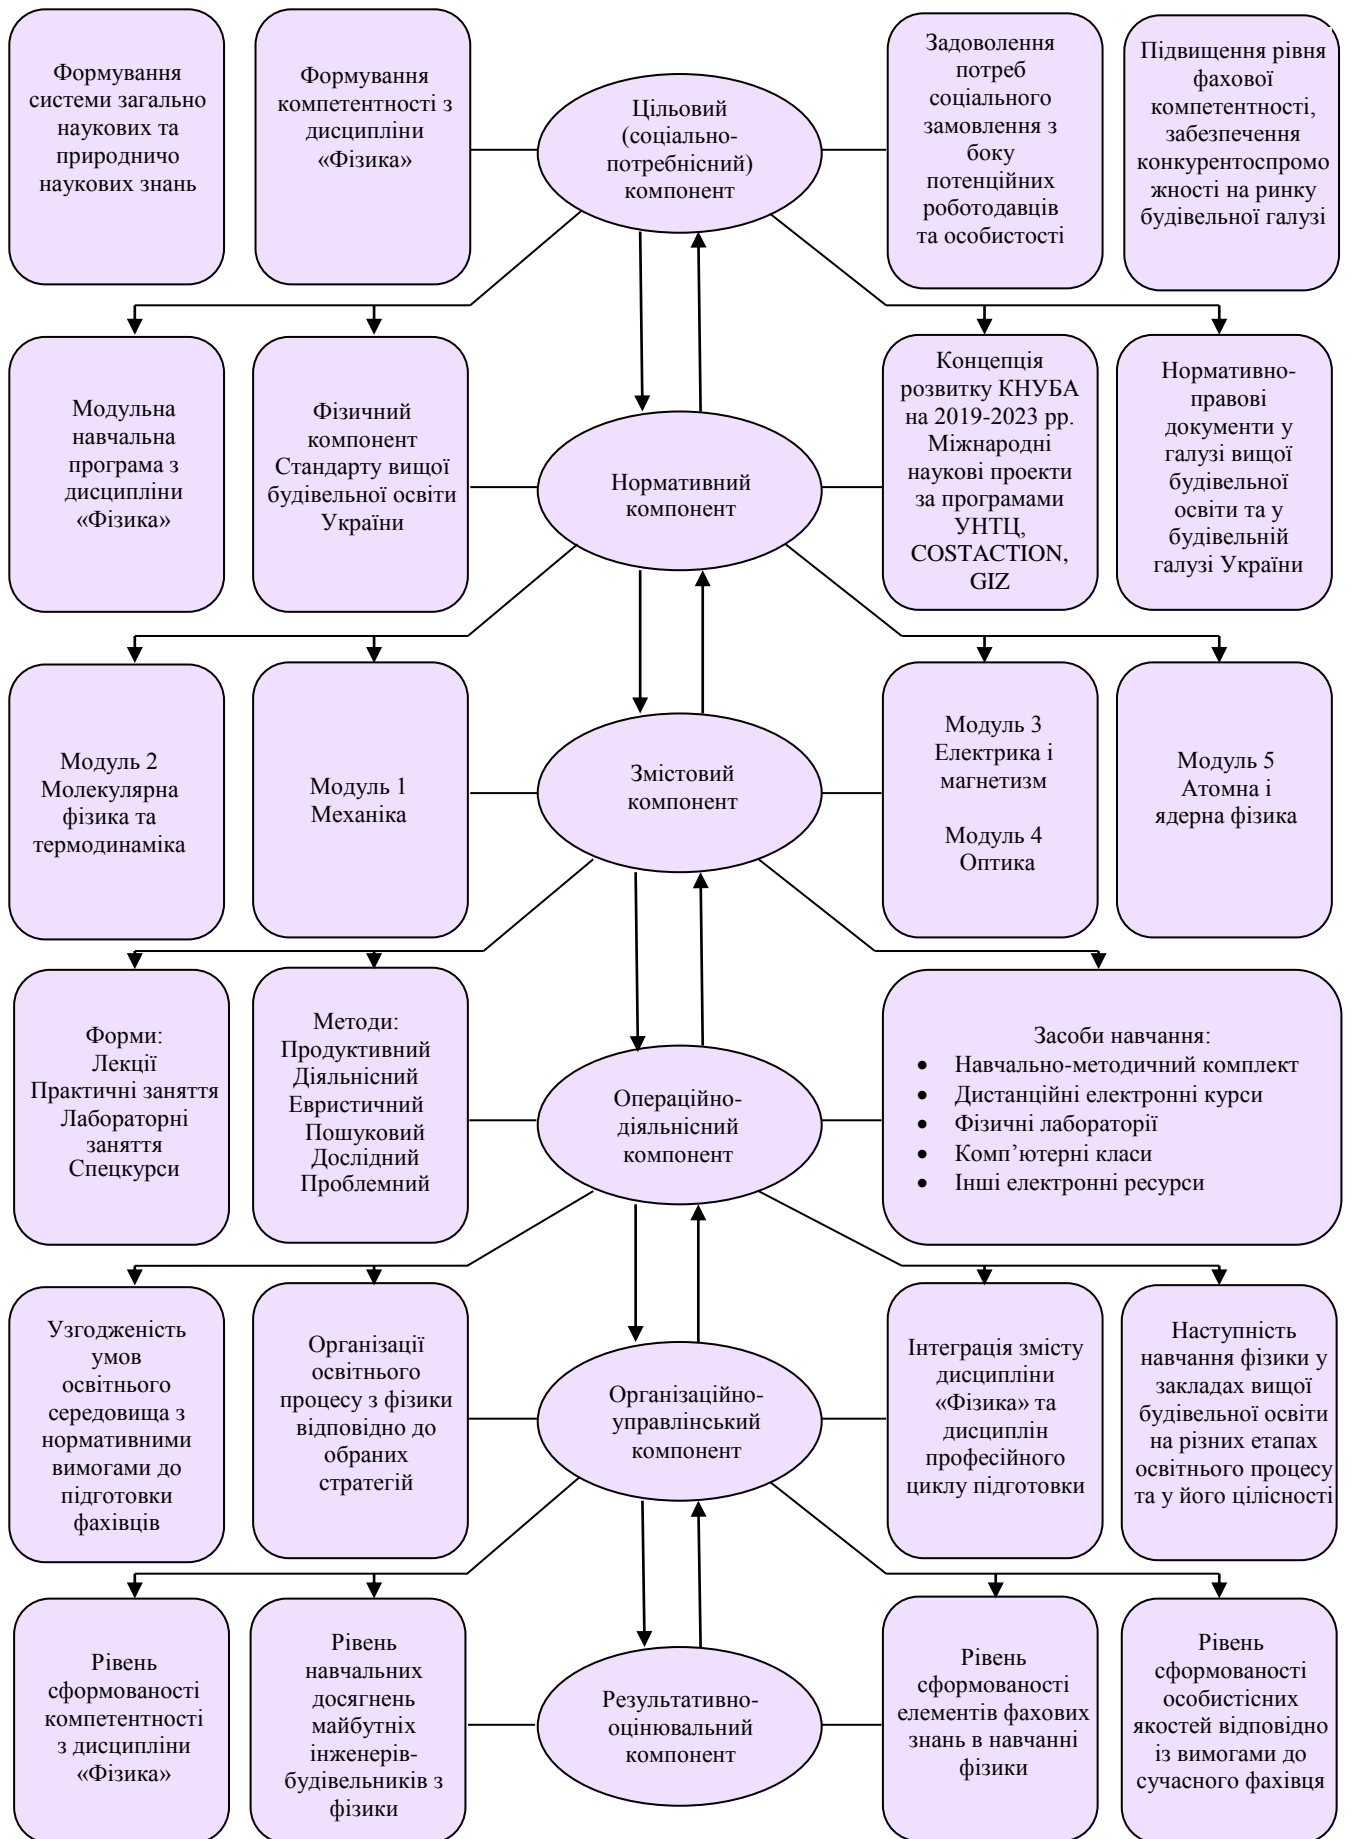 Формування
системи загально
наукових та
природничо
наукових знань
Формування
компетентності з
дисципліни
«Фізика»
Цільовий
(соціально-
потребнісний)
компонент
Задоволення
потреб
соціального
замовлення з
боку
потенційних
роботодавців
та особистості
Підвищення рівня
фахової
компетентності,
забезпечення
конкурентоспромо
жності на ринку
будівельної галузі
Модульна
навчальна
програма з
дисципліни
«Фізика»
Фізичний
компонент
Стандарту вищої
будівельної освіти
України
Нормативний
компонент
Концепція
розвитку КНУБА
на 2019-2023 рр.
Міжнародні
наукові проекти
за програмами
УНТЦ,
COSTACTION,
GIZ
Нормативно-
правові
документи у
галузі вищої
будівельної
освіти та у
будівельній
галузі України
Модуль 2
Молекулярна
фізика та
термодинаміка
Модуль 1
Механіка
Змістовий
компонент
Модуль 3
Електрика і
магнетизм
Модуль 4
Оптика
Модуль 5
Атомна і
ядерна фізика
Форми:
Лекції
Практичні заняття
Лабораторні
заняття
Спецкурси
Методи:
Продуктивний
Діяльнісний
Евристичний
Пошуковий
Дослідний
Проблемний
Операційно-
діяльнісний
компонент
Засоби навчання:
• Навчально-методичний комплект
• Дистанційні електронні курси
• Фізичні лабораторії
• Комп’ютерні класи
• Інші електронні ресурси
Узгодженість
умов
освітнього
середовища з
нормативними
вимогами до
підготовки
фахівців
Організації
освітнього
процесу з фізики
відповідно до
обраних
стратегій
Організаційно-
управлінський
компонент
Інтеграція змісту
дисципліни
«Фізика» та
дисциплін
професійного
циклу підготовки
Наступність
навчання фізики у
закладах вищої
будівельної освіти
на різних етапах
освітнього процесу
та у його цілісності
Рівень
сформованості
компетентності
з дисципліни
«Фізика»
Рівень
навчальних
досягнень
майбутніх
інженерів-
будівельників з
фізики
Результативно-
оцінювальний
компонент
Рівень
сформованості
елементів фахових
знань в навчанні
фізики
Рівень
сформованості
особистісних
якостей відповідно
із вимогами до
сучасного фахівця